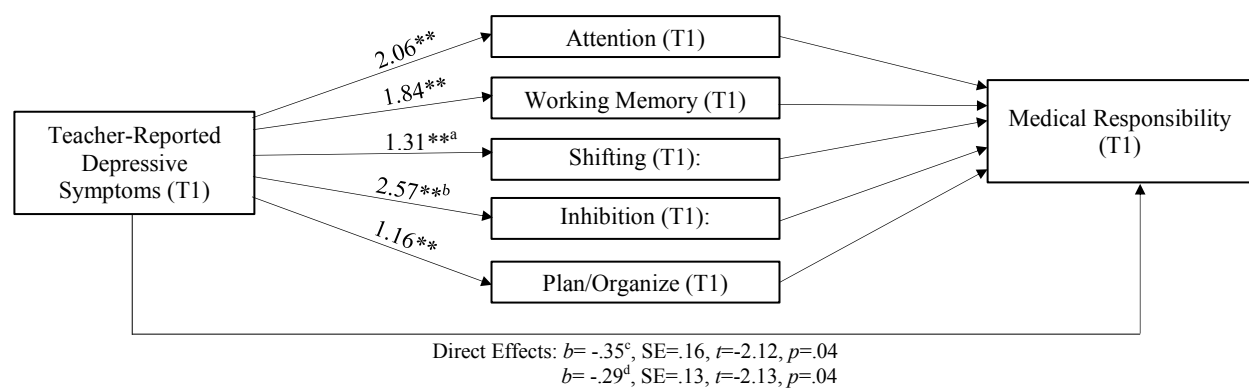 2.06**
Attention (T1)
1.84**
Working Memory (T1)
Teacher-Reported
Depressive
Symptoms (T1)
1.31**a
Shifting (T1):
Medical Responsibility
(T1)
2.57**b
Inhibition (T1):
1.16**
Plan/Organize (T1)
Direct Effects: b= -.35c, SE=.16, t=-2.12, p=.04
b= -.29d, SE=.13, t=-2.13, p=.04